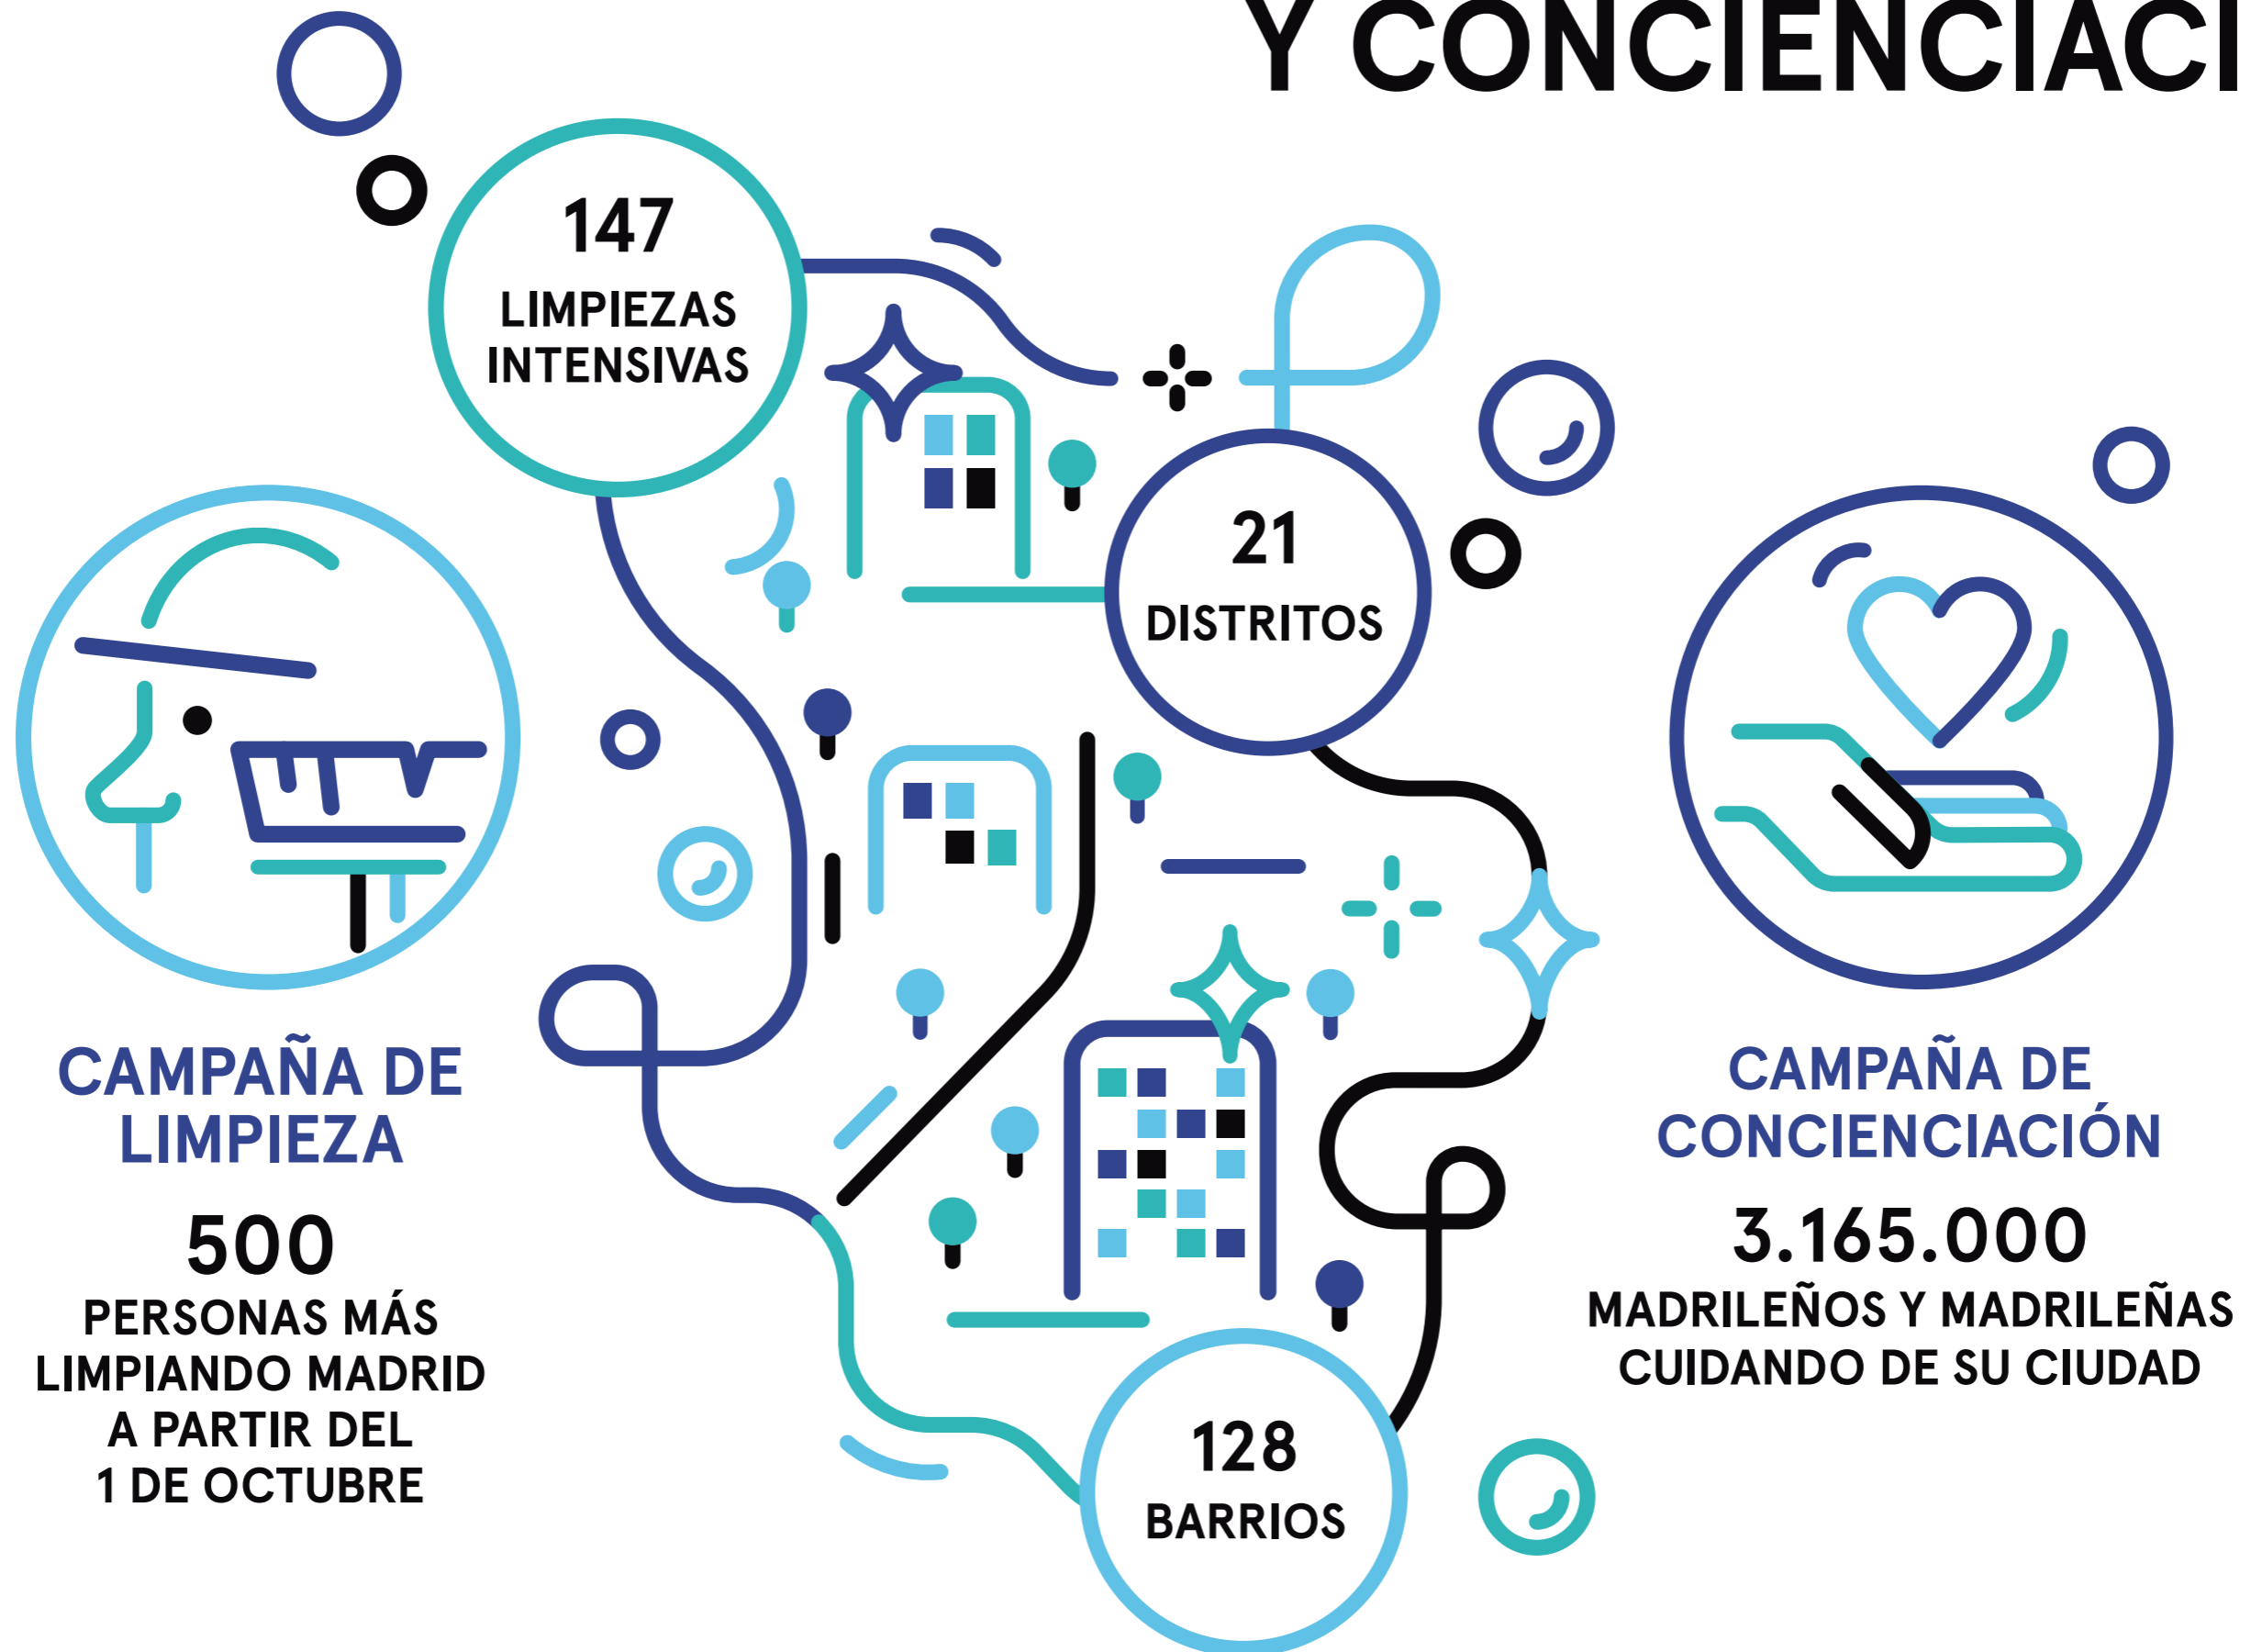 Y CONCIENCIACI
147
LIMPIEZAS
INTENSIVAS
21
DISTRITOS
CAMPAÑA DE
LIMPIEZA
500
PERSONAS MÁS
LIMPIANDO MADRID
A PARTIR DEL
1 DE OCTUBRE
CAMPAÑA DE
CONCIENCIACIÓN
3.165.000
MADRILEÑOS Y MADRILEÑAS
CUIDANDO DE SU CIUDAD
128
BARRIOS